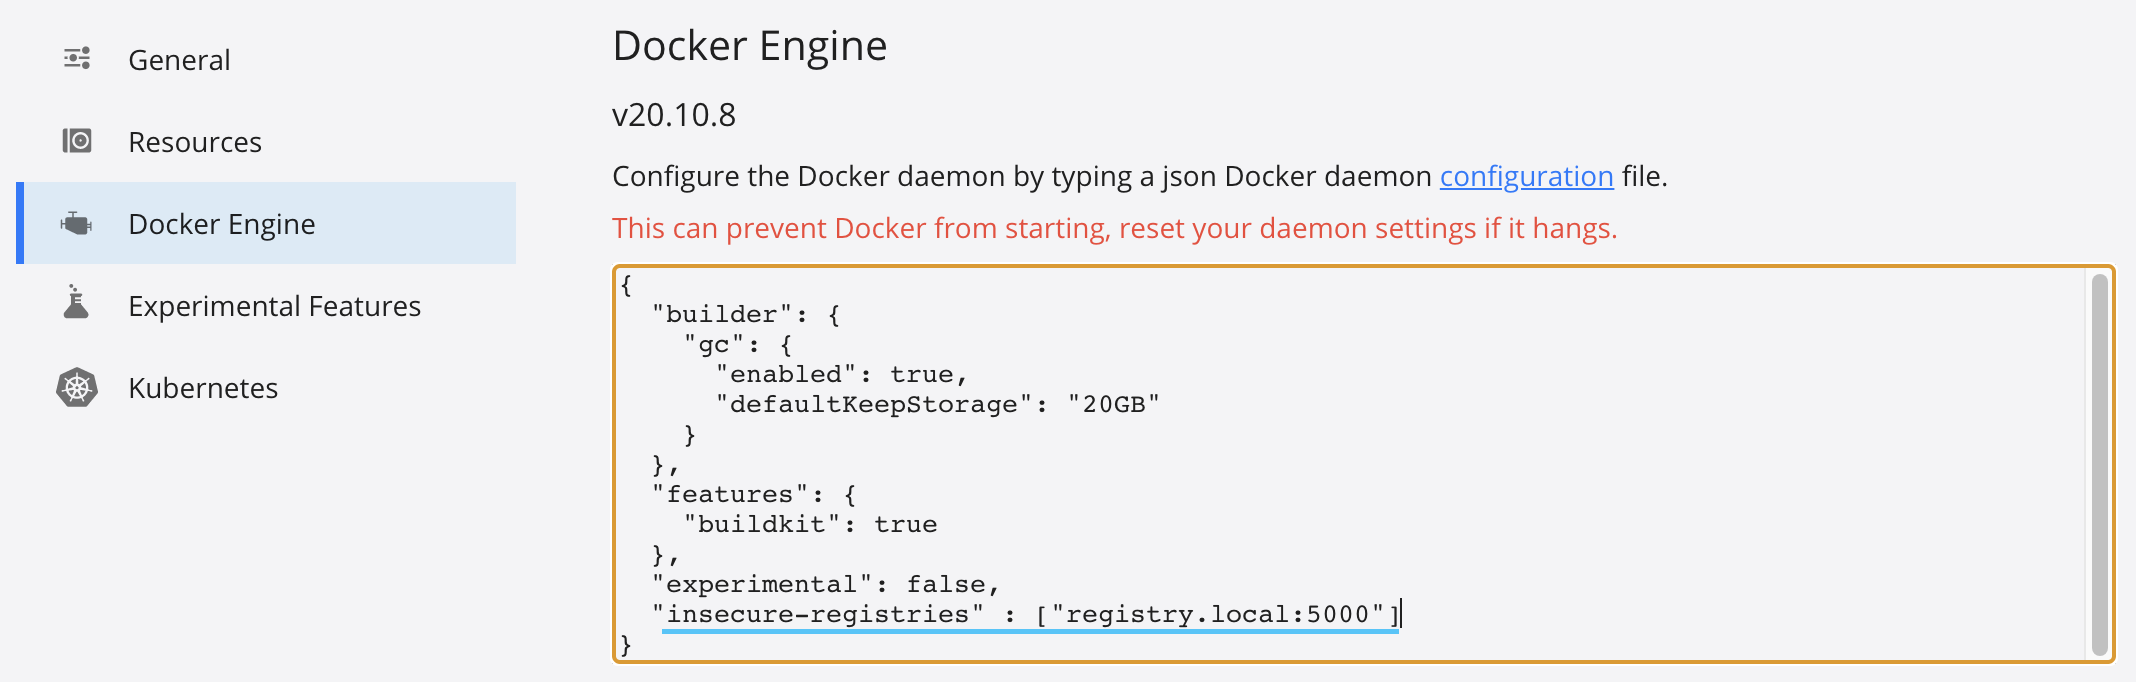 General
Resources
Docker Engine
Experimental Features
Kubernetes
Docker Engine
v20.10.8
Configure the Docker daemon by typing a json Docker daemon configuration file.
This can prevent Docker from starting, reset your daemon settings if it hangs.
{
  "builder": {
    "gc": {
      "enabled": true,
      "defaultKeepStorage": "20GB"
    }
  },
  "features": {
    "buildkit": true
  },
  "experimental": false,
  "insecure-registries" : ["registry.local:5000"]
}